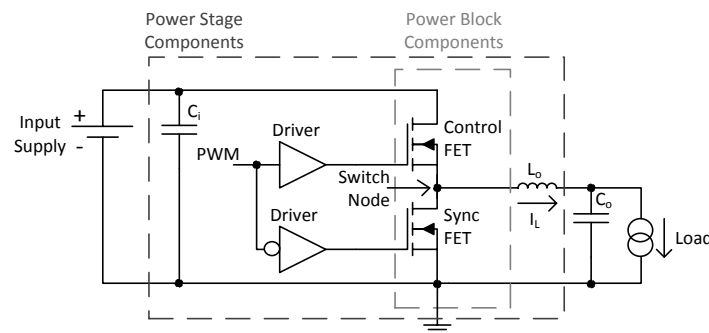 Power Stage
Components
Power Block
Components
Input
Supply
+
-
Ci
Driver
PWM
Control
FET
Switch
Node
Lo
IL
Co
Driver
Sync
FET
Load